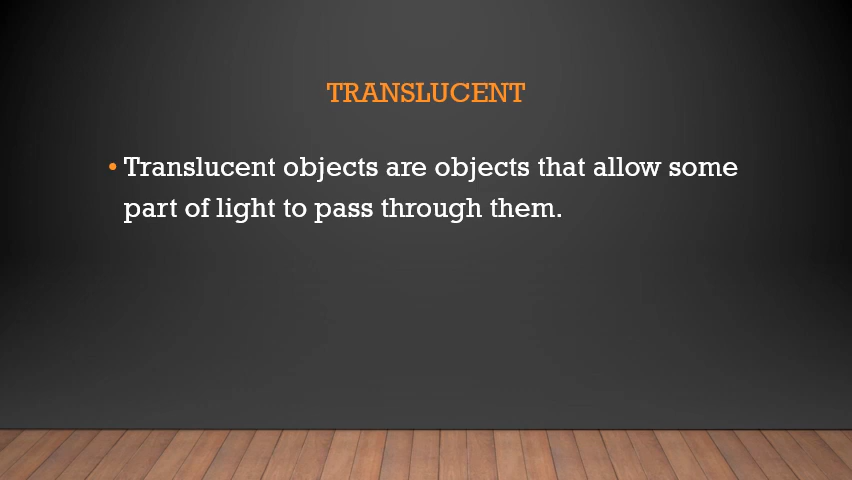 TRANSLUCENT
• Translucent objects are objects that allow some
part of light to pass through them.